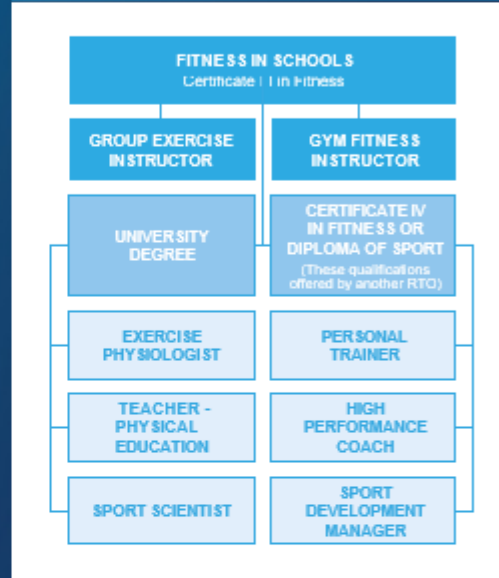 FITNESS IN SCHOOLS
Certificate III in Fitness
GROUP EXERCISE
INSTRUCTOR
GYM FITNESS
INSTRUCTOR
UNIVERSITY
DEGREE
CERTIFICATE IV
IN FITNESS OR
DIPLOMA OF SPORT
(These qualifications
offered by another RTO)
EXERCISE
PHYSIOLOGIST
PERSONAL
TRAINER
TEACHER -
PHYSICAL
EDUCATION
HIGH
PERFORMANCE
COACH
SPORT SCIENTIST
SPORT
DEVELOPMENT
MANAGER